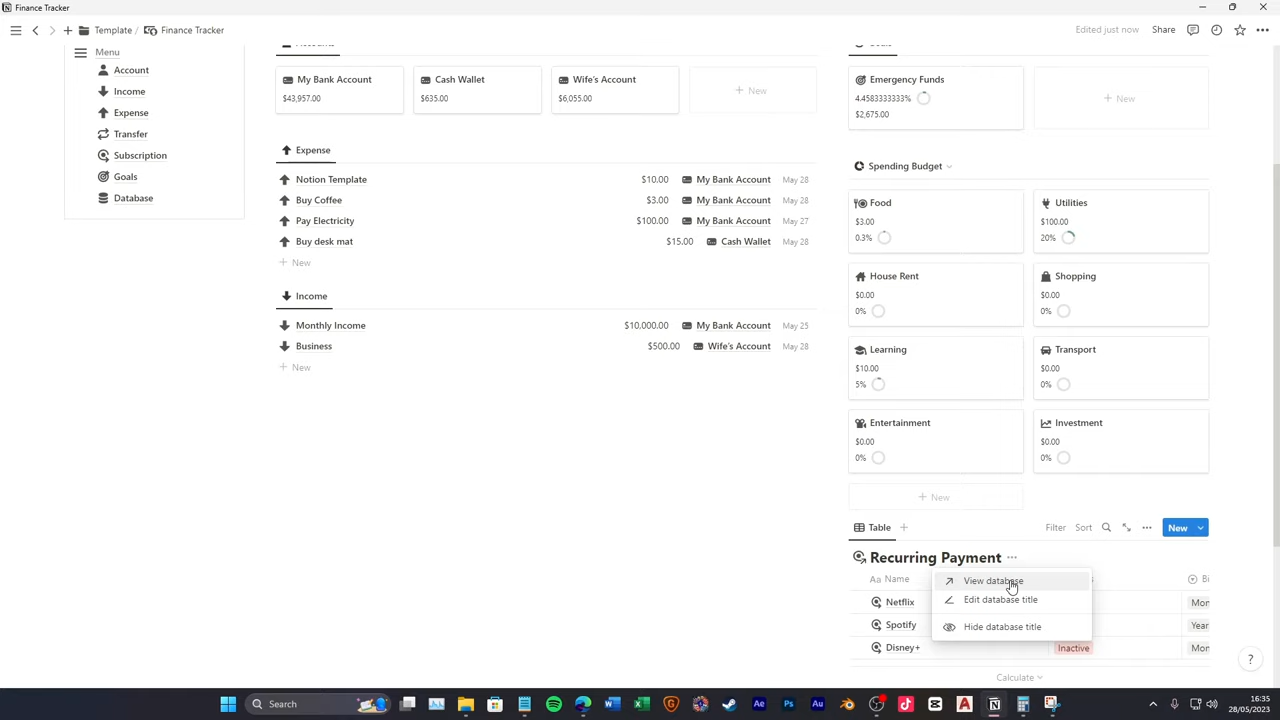 Finance Tracker
Template / Finance Tracker
Edited just now Share
Menu
Account
Income
Expense
Transfer
Subscription
Goals
Database
Accounts
My Bank Account
$43,957.00
Cash Wallet
$635.00
Wife's Account
$6,055.00
+ New
Expense
Notion Template $10.00 My Bank Account May 28
Buy Coffee $3.00 My Bank Account May 28
Pay Electricity $100.00 My Bank Account May 27
Buy desk mat $15.00 Cash Wallet May 28
+ New
Income
Monthly Income $10,000.00 My Bank Account May 25
Business $500.00 Wife's Account May 28
+ New
Goals
Emergency Funds
4.4583333333%
$2,675.00
+ New
Spending Budget
Food
$3.00
0.3%
Utilities
$100.00
20%
House Rent
$0.00
0%
Shopping
$0.00
0%
Learning
$10.00
5%
Transport
$0.00
0%
Entertainment
$0.00
0%
Investment
$0.00
0%
+ New
Table + Filter Sort New
Recurring Payment
Aa Name Bi
View database
Edit database title
Hide database title
Netflix Mon
Spotify Year
Disney+ Inactive Mon
Calculate
?
Search
16:35
28/05/2023